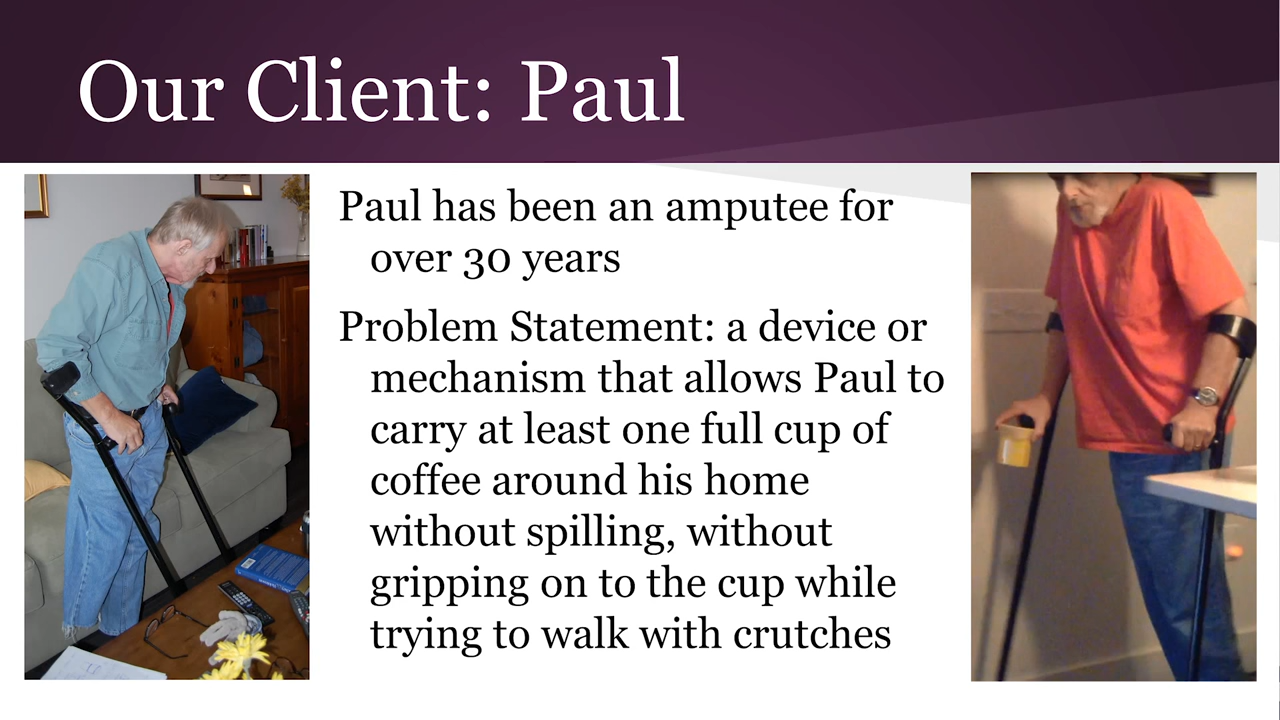 Our Client: Paul
Paul has been an amputee for
over 30 years
Problem Statement: a device or
mechanism that allows Paul to
carry at least one full cup of
coffee around his home
without spilling, without
gripping on to the cup while
trying to walk with crutches